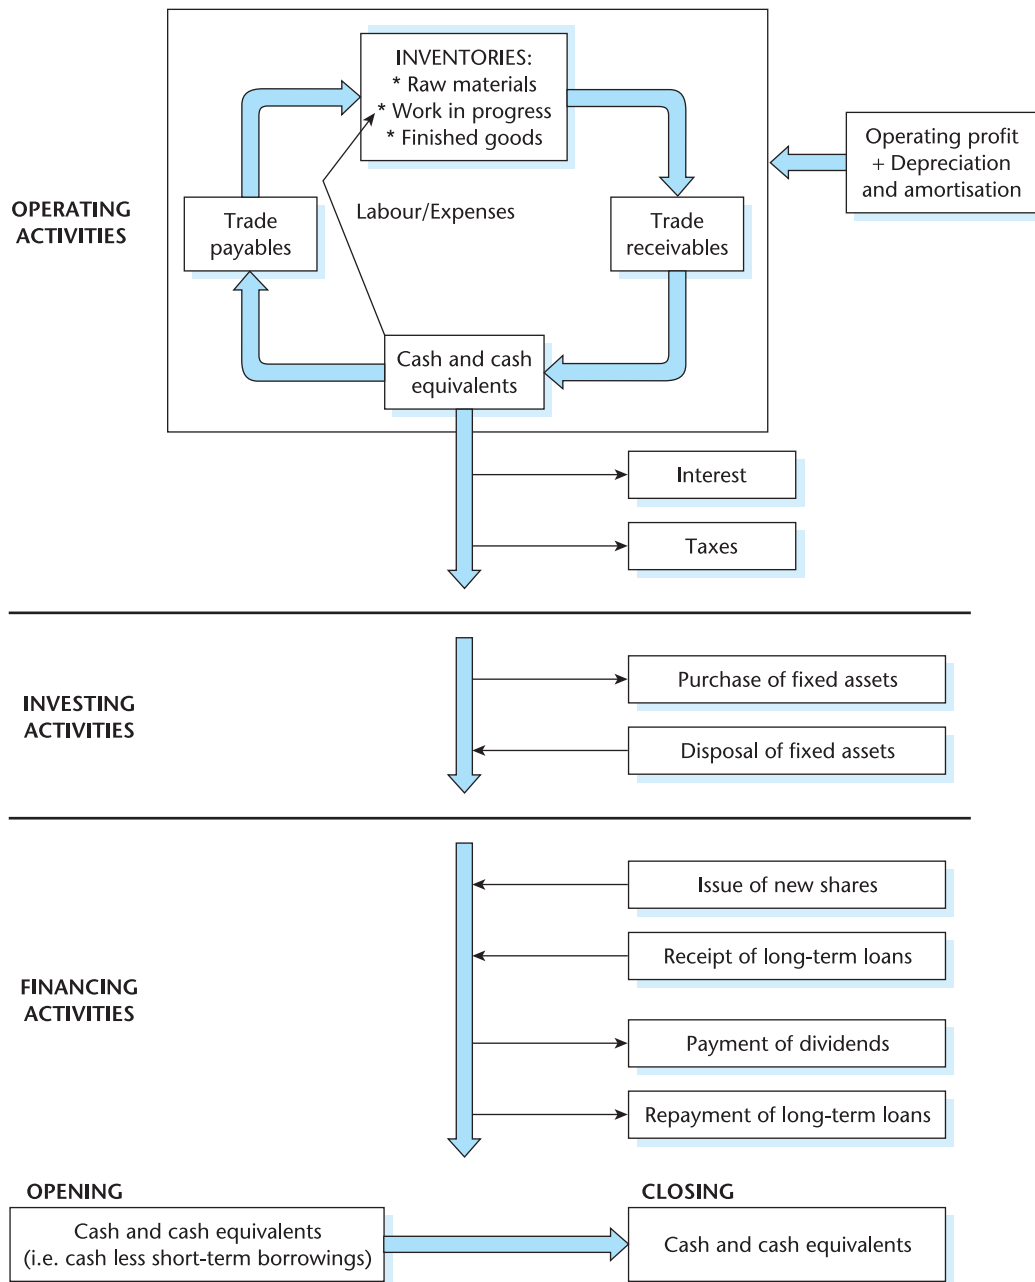 INVENTORIES:
* Raw materials
* Work in progress
* Finished goods
Operating profit
+ Depreciation
and amortisation
OPERATING
ACTIVITIES
Trade
payables
Labour/Expenses
Trade
receivables
Cash and cash
equivalents
Interest
Taxes
INVESTING
ACTIVITIES
Purchase of fixed assets
Disposal of fixed assets
FINANCING
ACTIVITIES
Issue of new shares
Receipt of long-term loans
Payment of dividends
Repayment of long-term loans
OPENING
Cash and cash equivalents
(i.e. cash less short-term borrowings)
CLOSING
Cash and cash equivalents